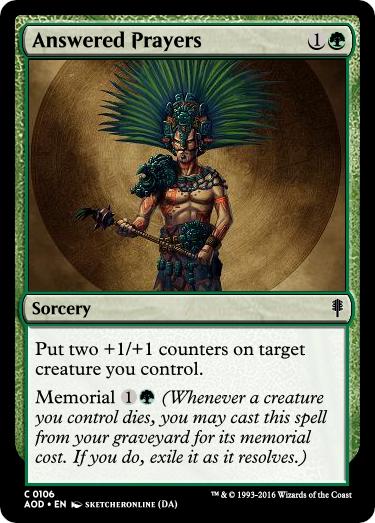 Answered Prayers 1
Sorcery
Put two +1/+1 counters on target
creature you control.
Memorial 1 (Whenever a creature
you control dies, you may cast this spell
from your graveyard for its memorial
cost. If you do, exile it as it resolves.)
C 0106
AOD • EN SKETCHERONLINE (DA)
™ & © 1993-2016 Wizards of the Coast